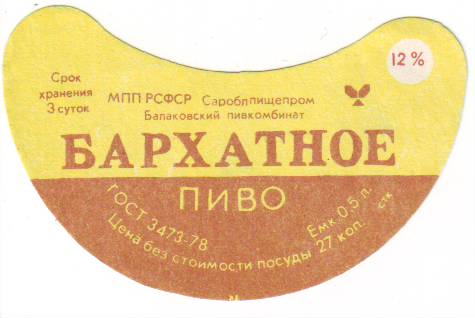 12%
Срок
хранения
3 суток
МПП РСФСР Сароблпищепром
Балаковский пивкомбинат
БАРХАТНОЕ
ПИВО
ГОСТ 3473-78
Емк. 0,5 л.
Цена без стоимости посуды 27 коп.
стк